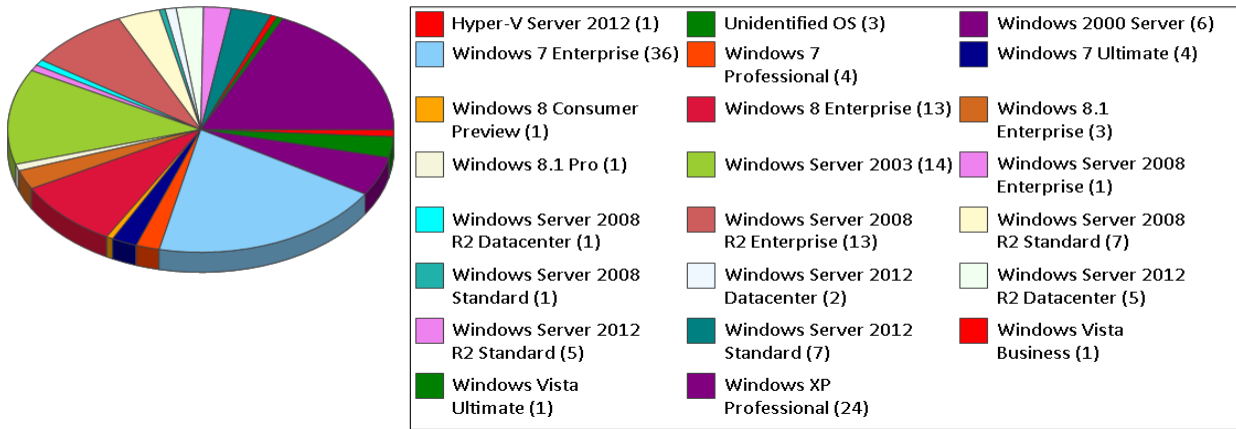 Hyper-V Server 2012 (1)
Unidentified OS (3)
Windows 2000 Server (6)
Windows 7 Enterprise (36)
Windows 7
Professional (4)
Windows 7 Ultimate (4)
Windows 8 Consumer
Preview (1)
Windows 8 Enterprise (13)
Windows 8.1
Enterprise (3)
Windows 8.1 Pro (1)
Windows Server 2003 (14)
Windows Server 2008
Enterprise (1)
Windows Server 2008
R2 Datacenter (1)
Windows Server 2008
R2 Enterprise (13)
Windows Server 2008
R2 Standard (7)
Windows Server 2008
Standard (1)
Windows Server 2012
Datacenter (2)
Windows Server 2012
R2 Datacenter (5)
Windows Server 2012
R2 Standard (5)
Windows Server 2012
Standard (7)
Windows Vista
Business (1)
Windows Vista
Ultimate (1)
Windows XP
Professional (24)